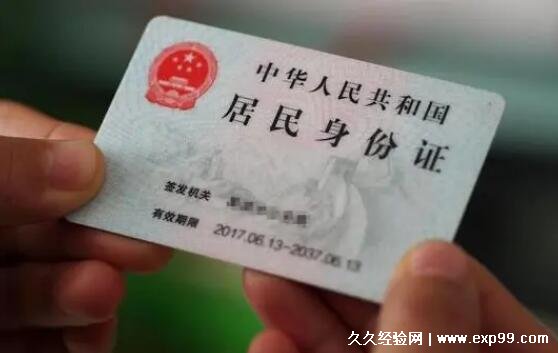 中华人民共和国
居民身份证
签发机关
有效期限 2017.06.13-2037.06.13
久久经验网 / www.exp99.com